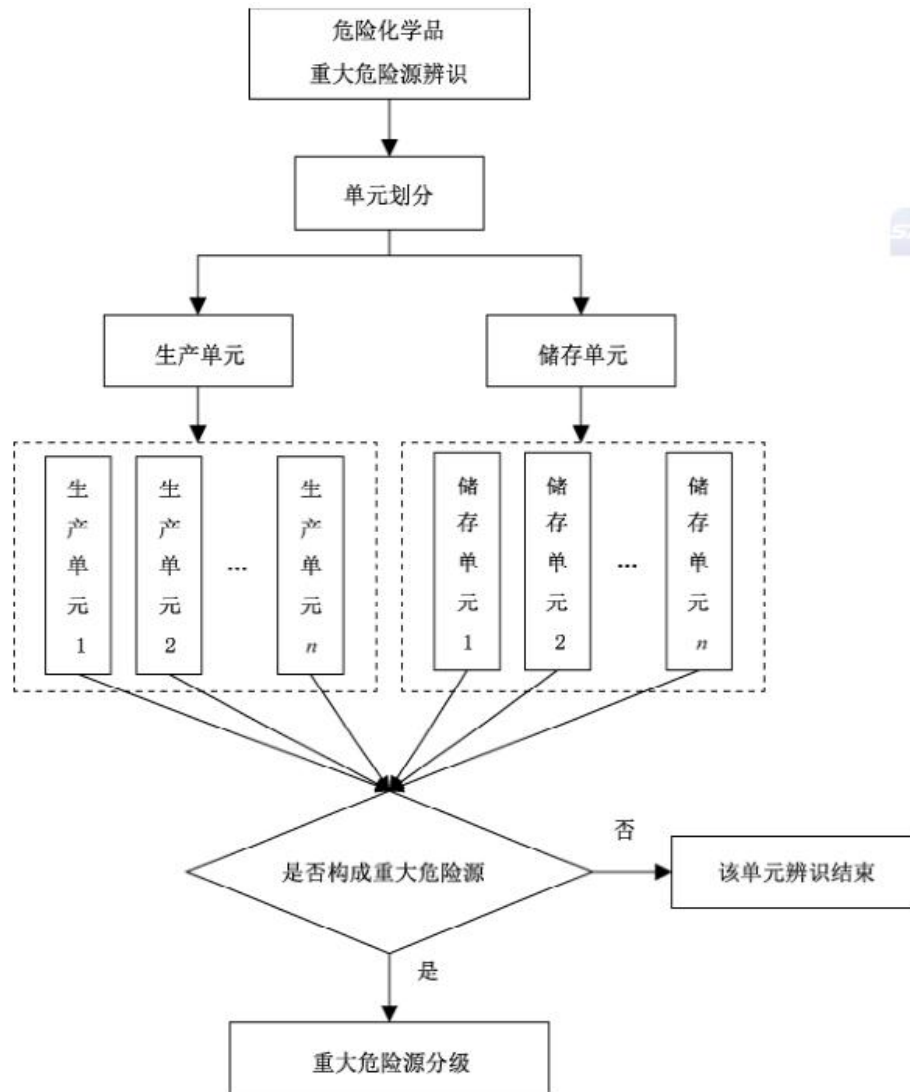 危险化学品
重大危险源辨识
单元划分
生产单元
储存单元
生产单元1
生产单元2
…
生产单元n
储存单元1
储存单元2
…
储存单元n
是否构成重大危险源
否
该单元辨识结束
是
重大危险源分级